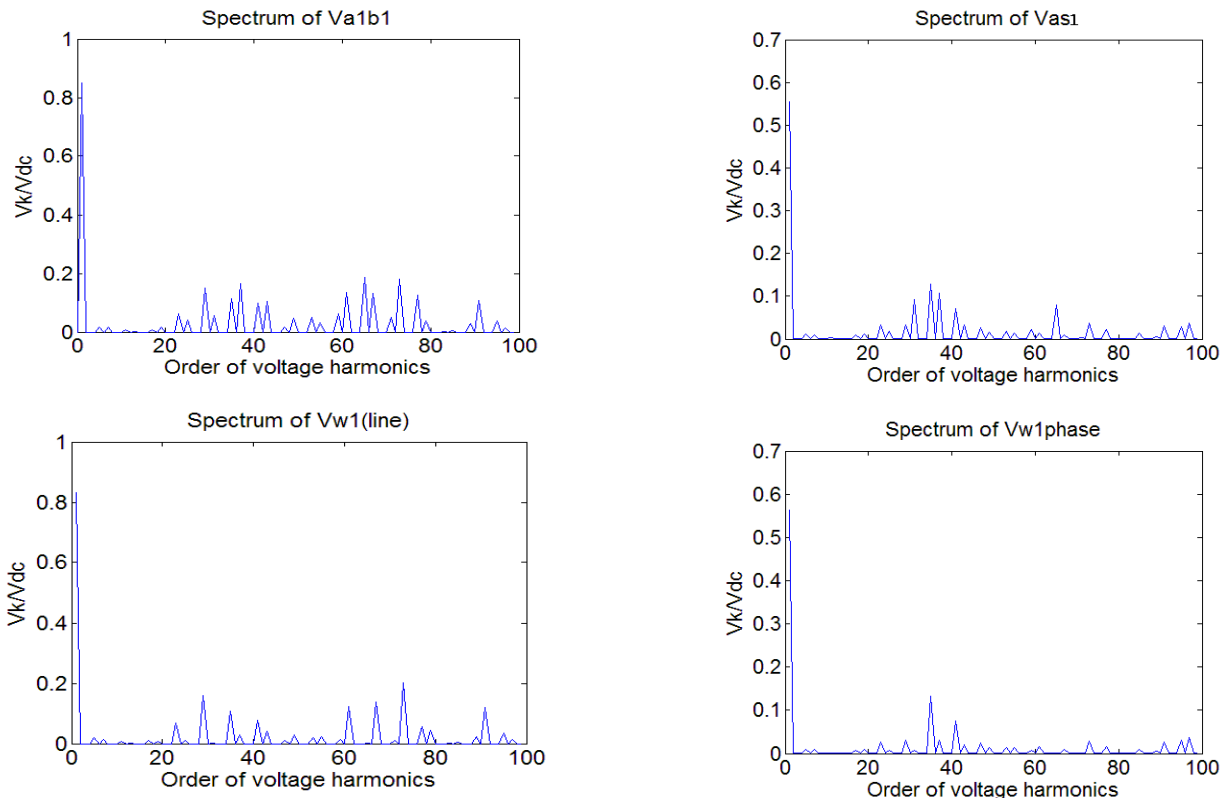 Spectrum of Va1b1
1
0.8
0.6
0.4
0.2
0
Vk/Vdc
0 20 40 60 80 100
Order of voltage harmonics
Spectrum of Vas1
0.7
0.6
0.5
0.4
0.3
0.2
0.1
0
Vk/Vdc
0 20 40 60 80 100
Order of voltage harmonics
Spectrum of Vw1(line)
1
0.8
0.6
0.4
0.2
0
Vk/Vdc
0 20 40 60 80 100
Order of voltage harmonics
Spectrum of Vw1phase
0.7
0.6
0.5
0.4
0.3
0.2
0.1
0
Vk/Vdc
0 20 40 60 80 100
Order of voltage harmonics